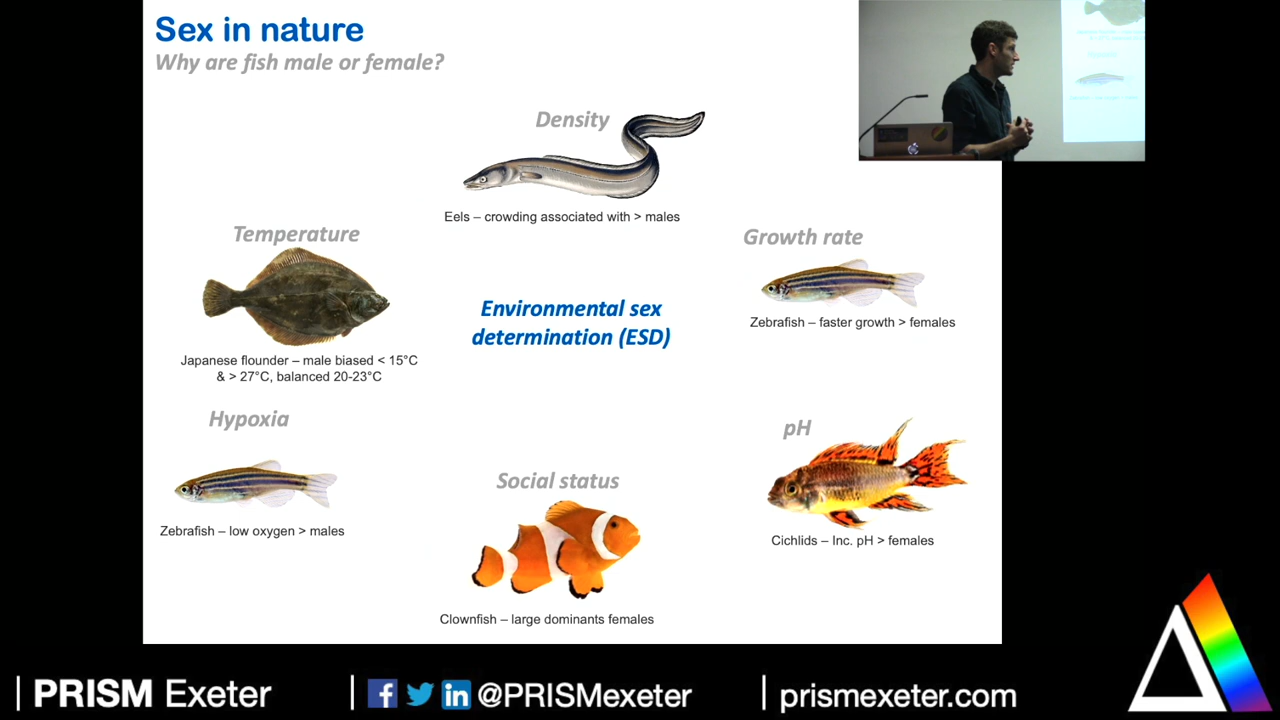 Sex in nature
Why are fish male or female?
Density
Eels – crowding associated with > males
Temperature
Growth rate
Japanese flounder – male biased < 15°C
& > 27°C, balanced 20-23°C
Environmental sex
determination (ESD)
Zebrafish – faster growth > females
Hypoxia
Zebrafish – low oxygen > males
Social status
Clownfish – large dominants females
pH
Cichlids – Inc. pH > females
| PRISM Exeter
| @PRISMexeter
| prismexeter.com